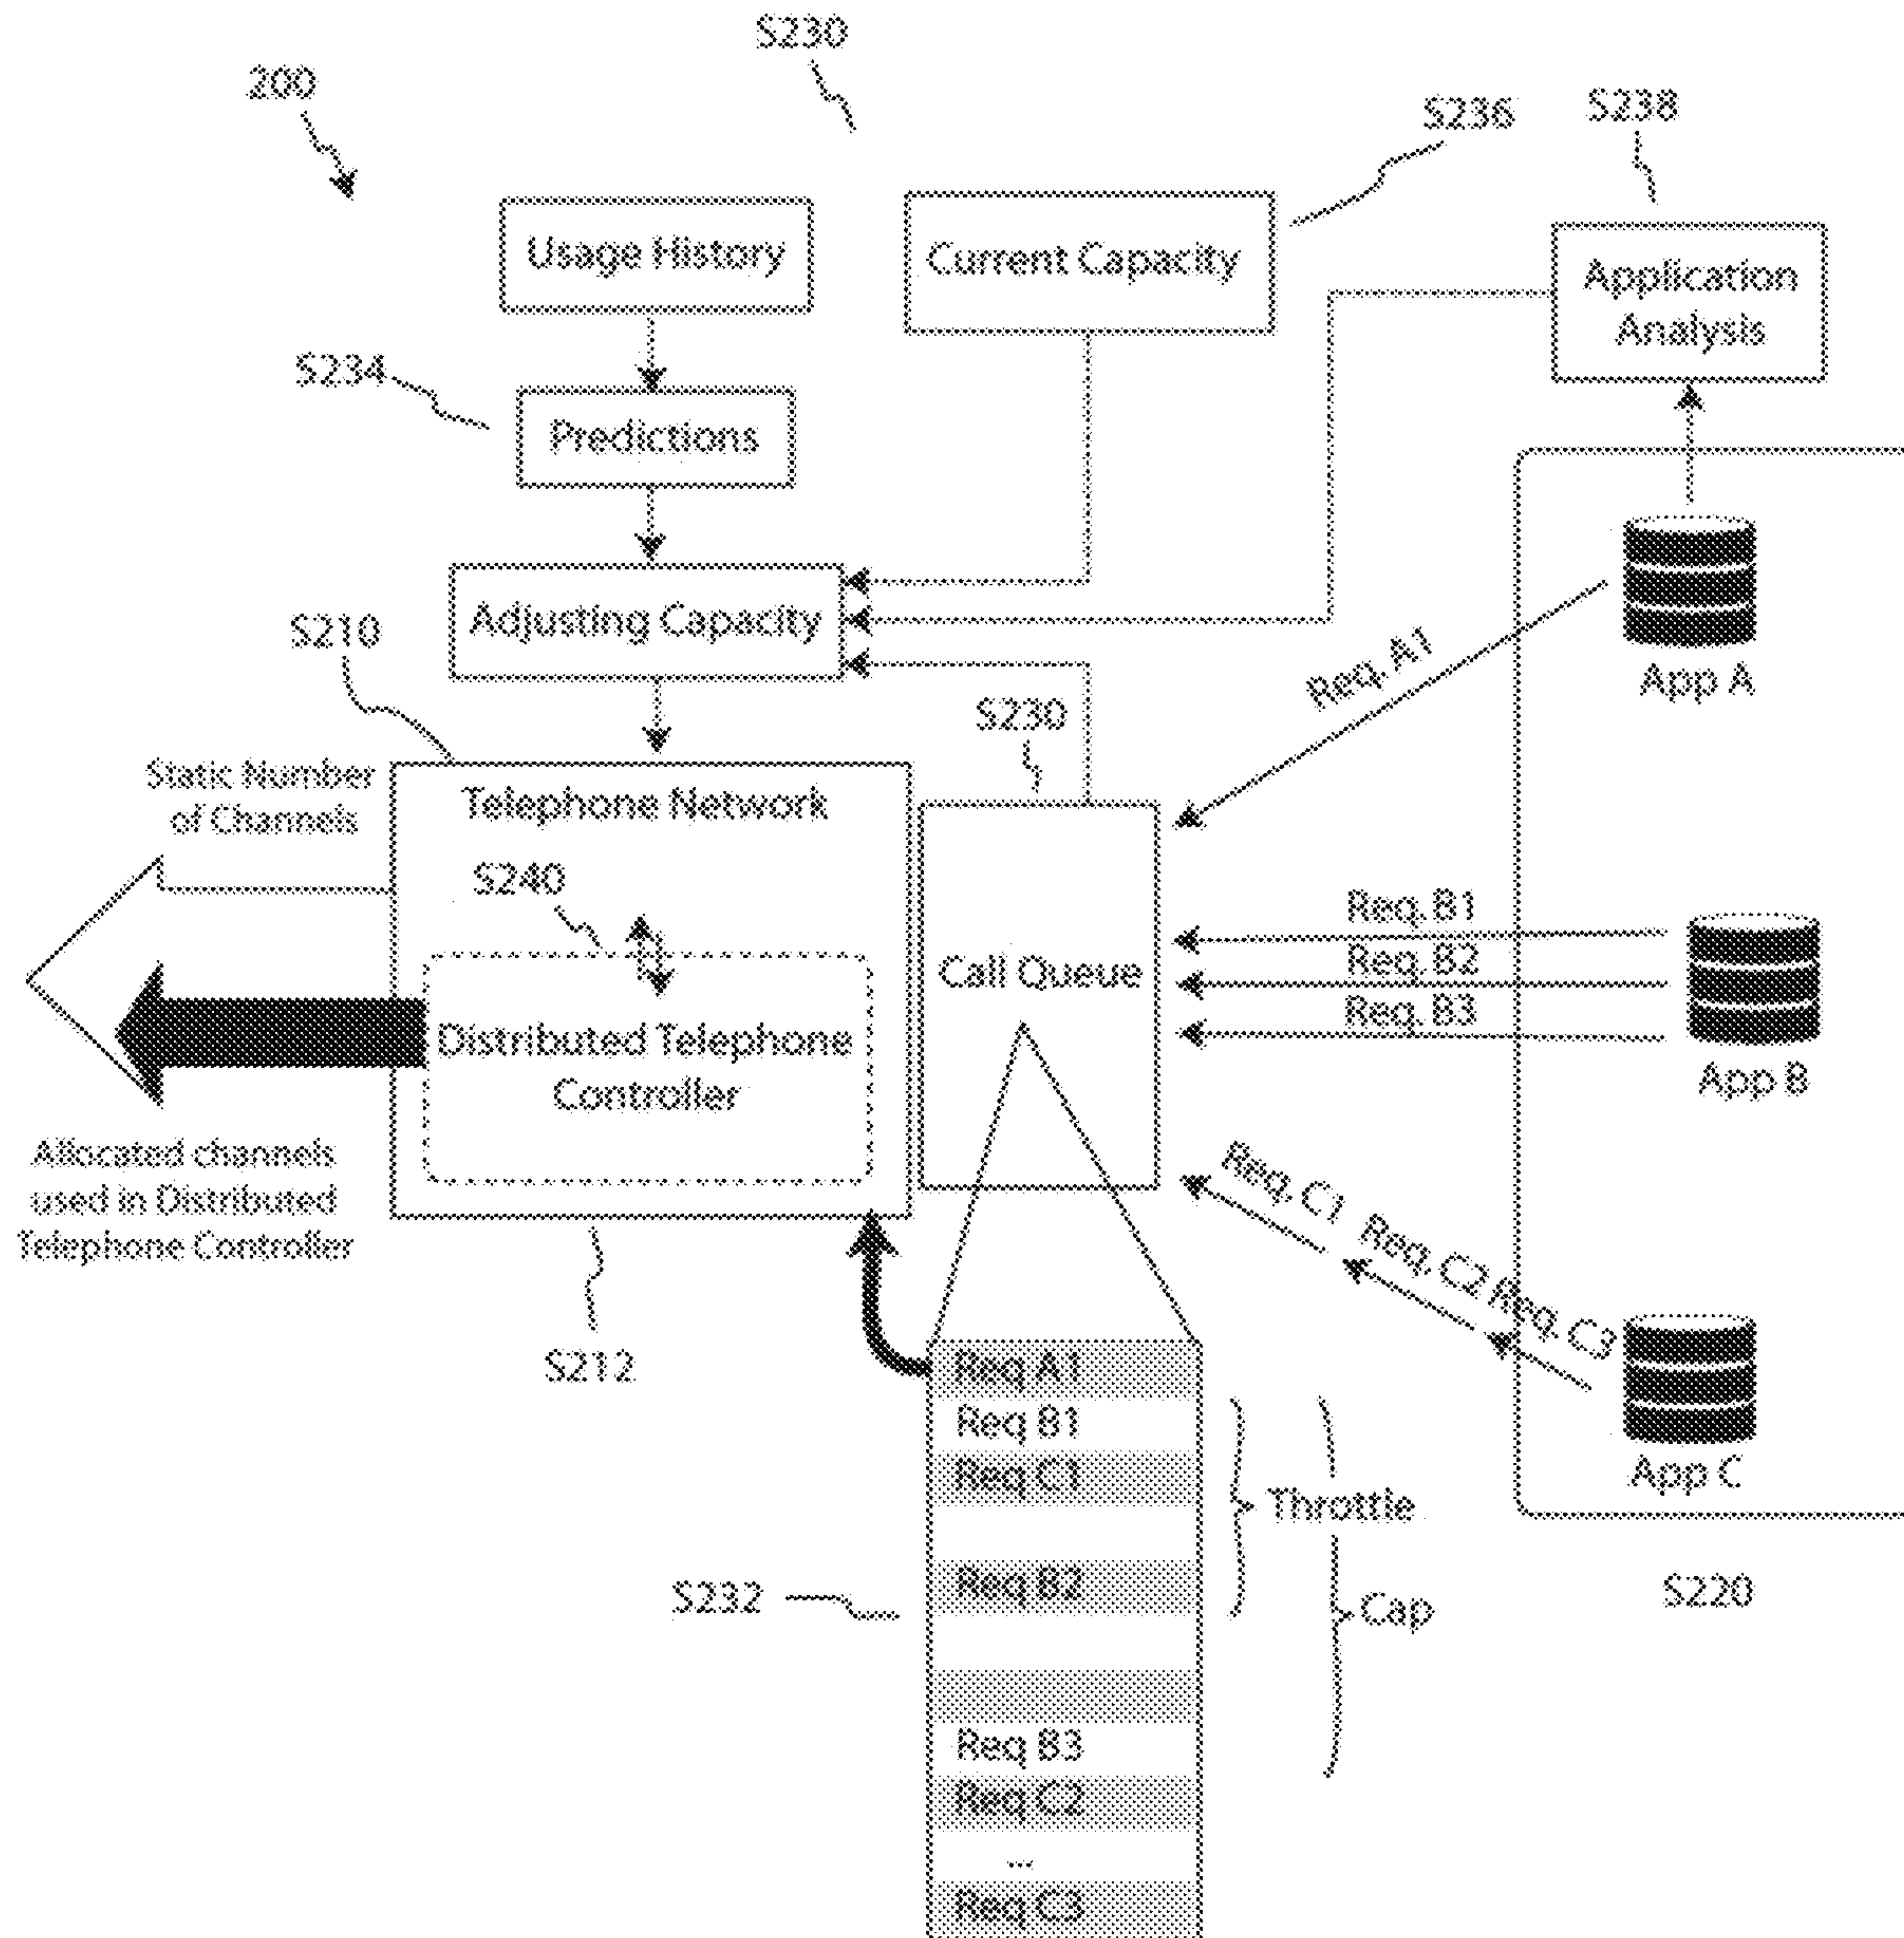 S230
200
S236
S238
Usage History
Current Capacity
Application
Analysis
S234
Predictions
Adjusting Capacity
S210
Req. A1
App A
S230
Static Number
of Channels
Telephone Network
S240
Req. B1
Req. B2
Req. B3
Call Queue
Distributed Telephone
Controller
App B
Allocated channels
used in Distributed
Telephone Controller
Req. C1
Req. C2
Req. C3
S212
Req A1
Req B1
Req C1
Throttle
App C
Req B2
S232
Cap
S220
Req B3
Req C2
...
Req C3